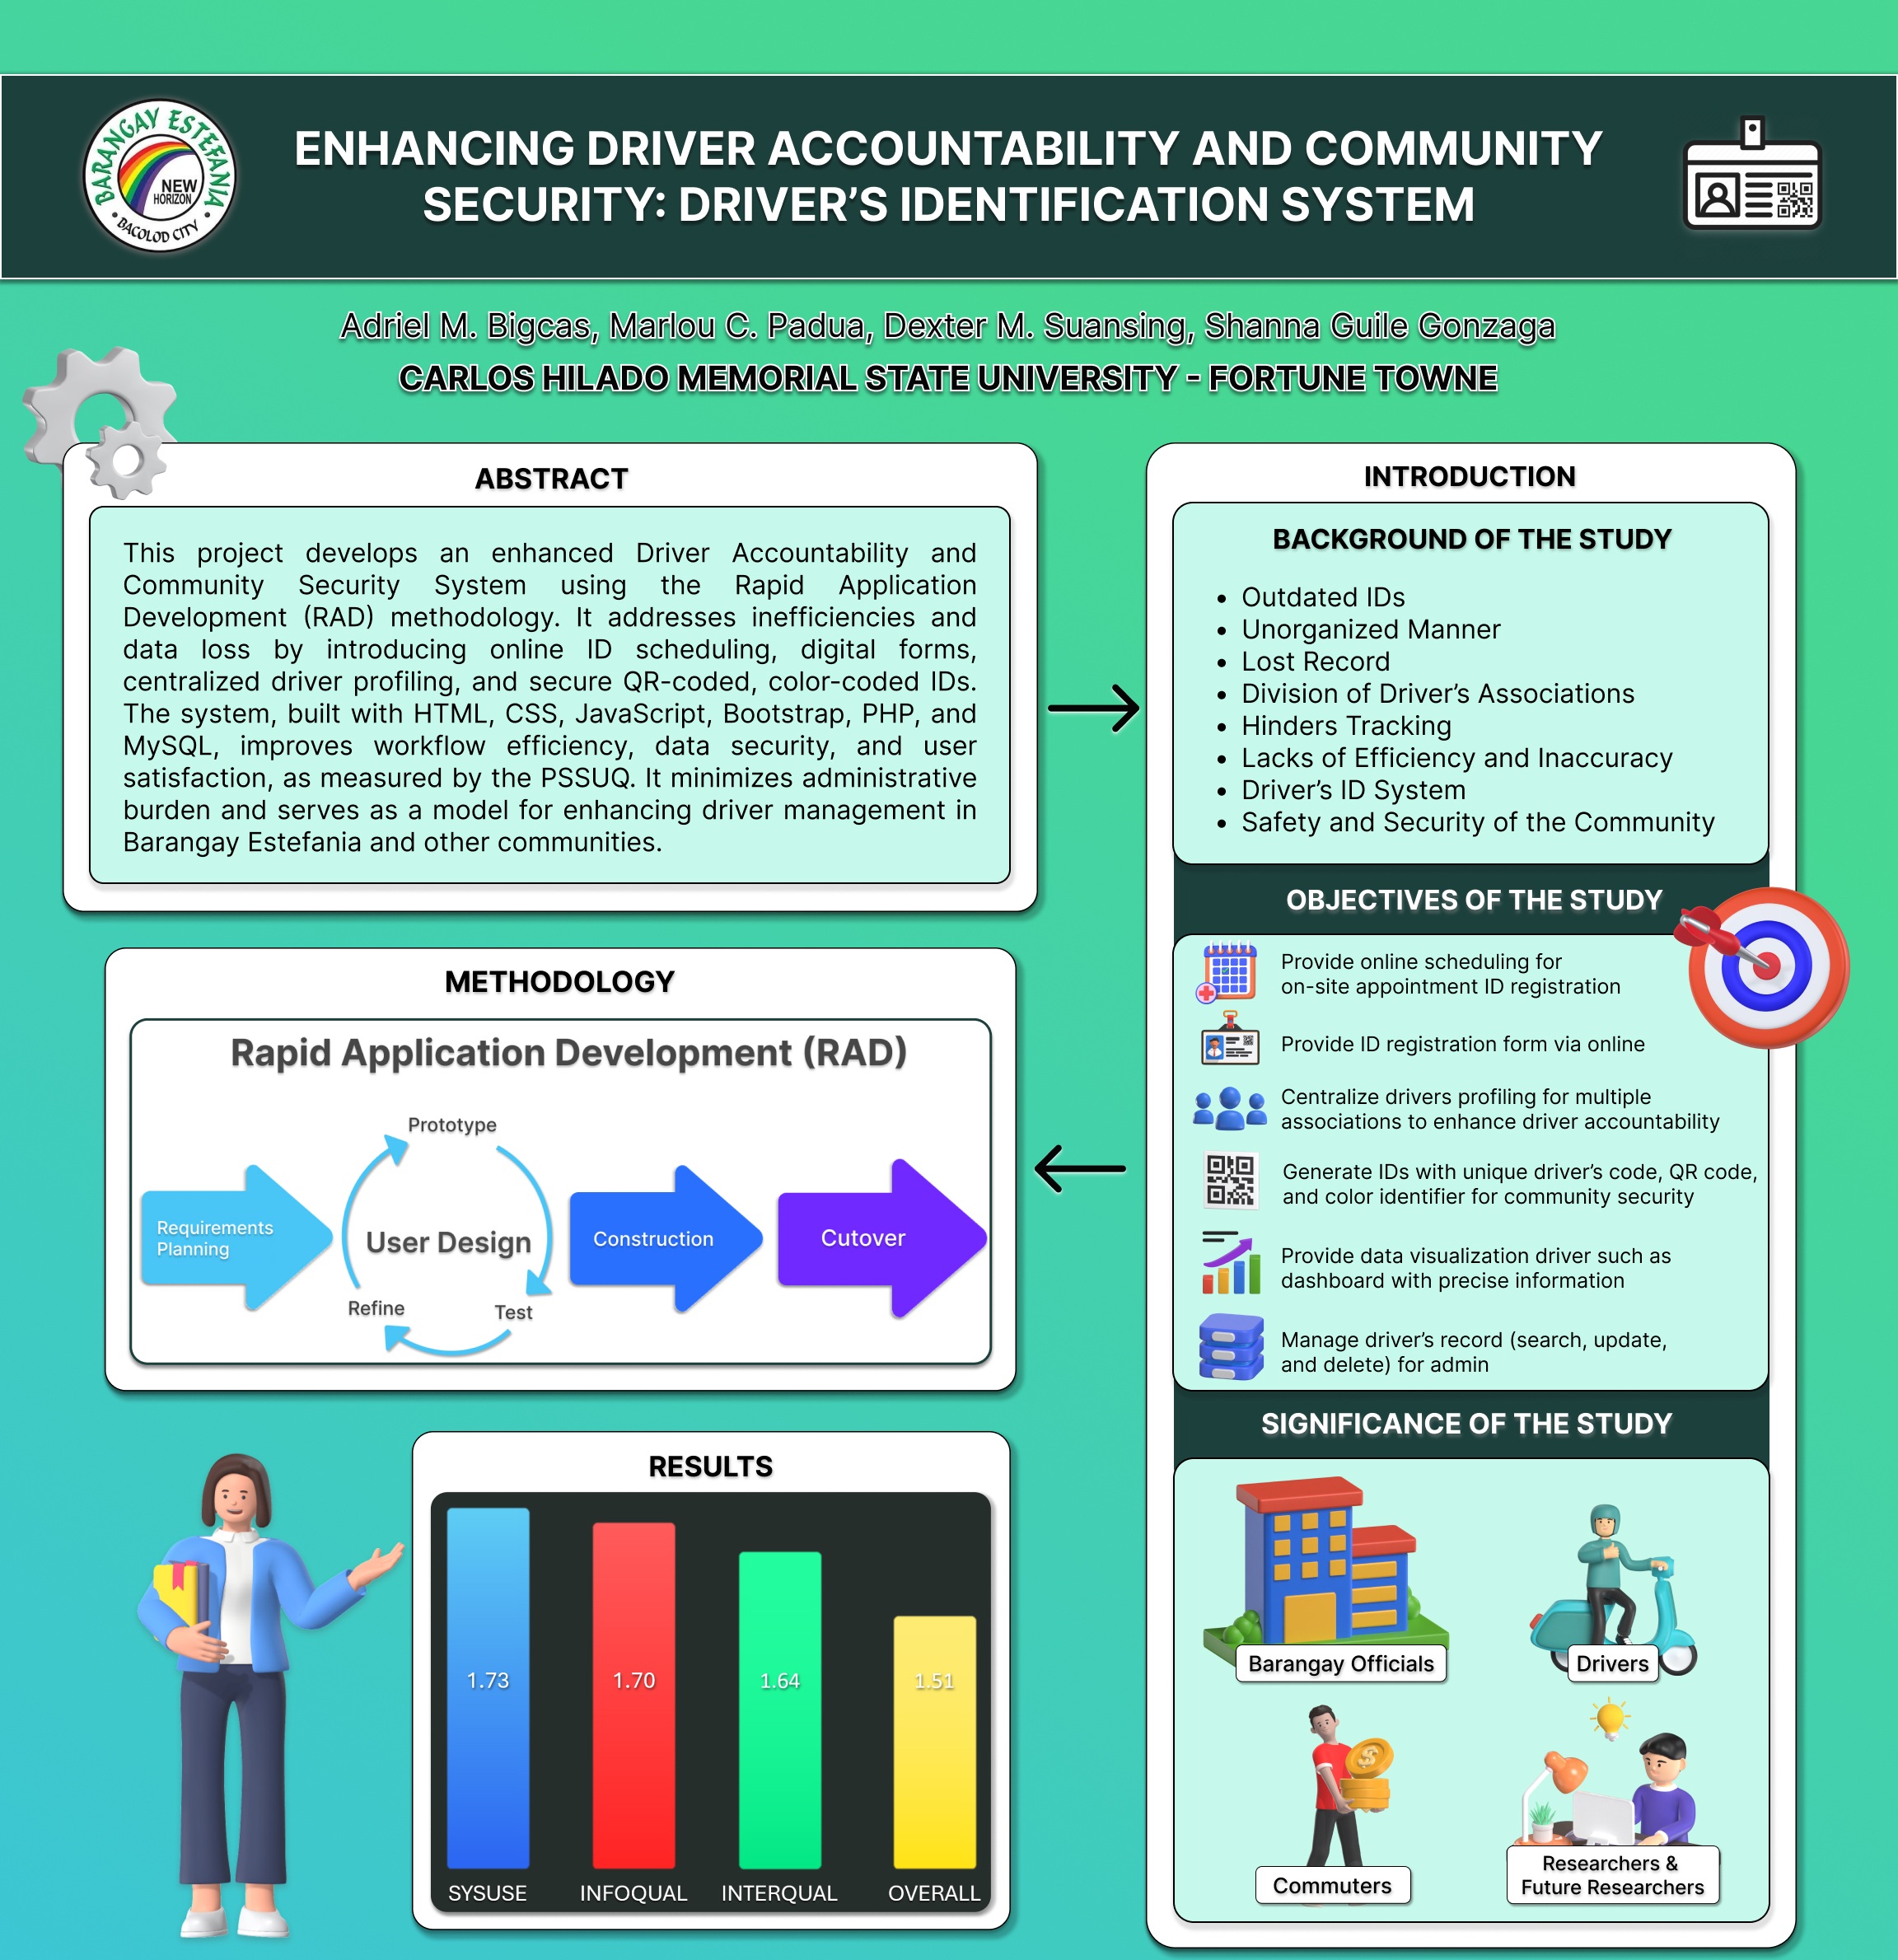 BARANGAY ESTEFANIA
NEW
HORIZON
• BACOLOD CITY •
ENHANCING DRIVER ACCOUNTABILITY AND COMMUNITY
SECURITY: DRIVER’S IDENTIFICATION SYSTEM
Adriel M. Bigcas, Marlou C. Padua, Dexter M. Suansing, Shanna Guile Gonzaga
CARLOS HILADO MEMORIAL STATE UNIVERSITY - FORTUNE TOWNE
ABSTRACT
This project develops an enhanced Driver Accountability and
Community Security System using the Rapid Application
Development (RAD) methodology. It addresses inefficiencies and
data loss by introducing online ID scheduling, digital forms,
centralized driver profiling, and secure QR-coded, color-coded IDs.
The system, built with HTML, CSS, JavaScript, Bootstrap, PHP, and
MySQL, improves workflow efficiency, data security, and user
satisfaction, as measured by the PSSUQ. It minimizes administrative
burden and serves as a model for enhancing driver management in
Barangay Estefania and other communities.
INTRODUCTION
BACKGROUND OF THE STUDY
• Outdated IDs
• Unorganized Manner
• Lost Record
• Division of Driver’s Associations
• Hinders Tracking
• Lacks of Efficiency and Inaccuracy
• Driver’s ID System
• Safety and Security of the Community
OBJECTIVES OF THE STUDY
Provide online scheduling for
on-site appointment ID registration
Provide ID registration form via online
Centralize drivers profiling for multiple
associations to enhance driver accountability
Generate IDs with unique driver’s code, QR code,
and color identifier for community security
Provide data visualization driver such as
dashboard with precise information
Manage driver’s record (search, update,
and delete) for admin
SIGNIFICANCE OF THE STUDY
Barangay Officials
Drivers
Commuters
Researchers &
Future Researchers
METHODOLOGY
Rapid Application Development (RAD)
Requirements
Planning
Prototype
User Design
Refine
Test
Construction
Cutover
RESULTS
1.73
1.70
1.64
1.51
SYSUSE
INFOQUAL
INTERQUAL
OVERALL